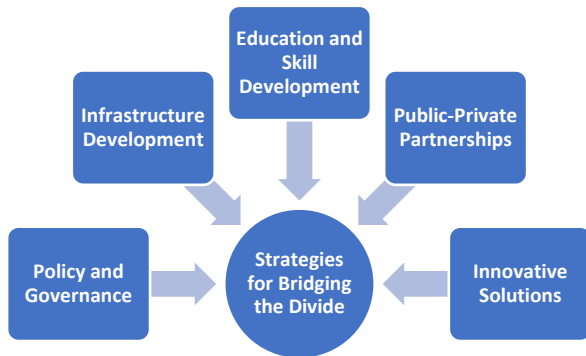 Education and
Skill
Development
Infrastructure
Development
Public-Private
Partnerships
Policy and
Governance
Strategies
for Bridging
the Divide
Innovative
Solutions